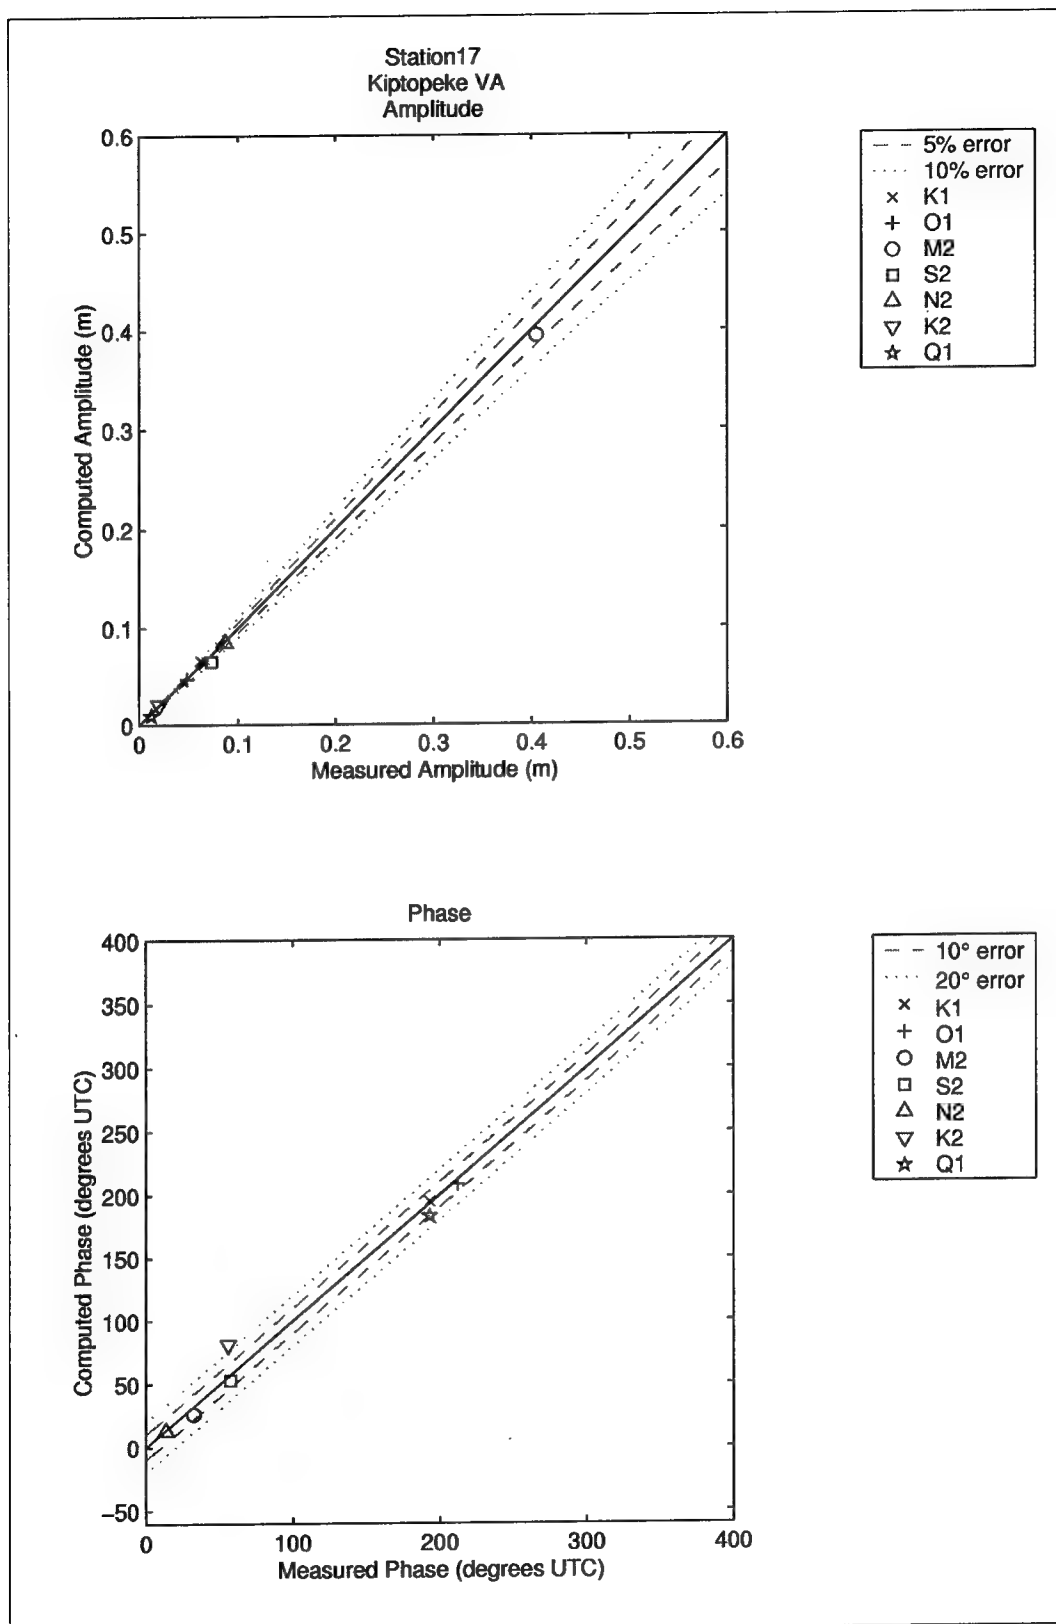 Station17
Kiptopeke VA
Amplitude
0.6
0.5
0.4
0.3
0.2
0.1
0
Computed Amplitude (m)
0 0.1 0.2 0.3 0.4 0.5 0.6
Measured Amplitude (m)
5% error
10% error
K1
O1
M2
S2
N2
K2
Q1
Phase
400
350
300
250
200
150
100
50
0
−50
Computed Phase (degrees UTC)
0 100 200 300 400
Measured Phase (degrees UTC)
10° error
20° error
K1
O1
M2
S2
N2
K2
Q1